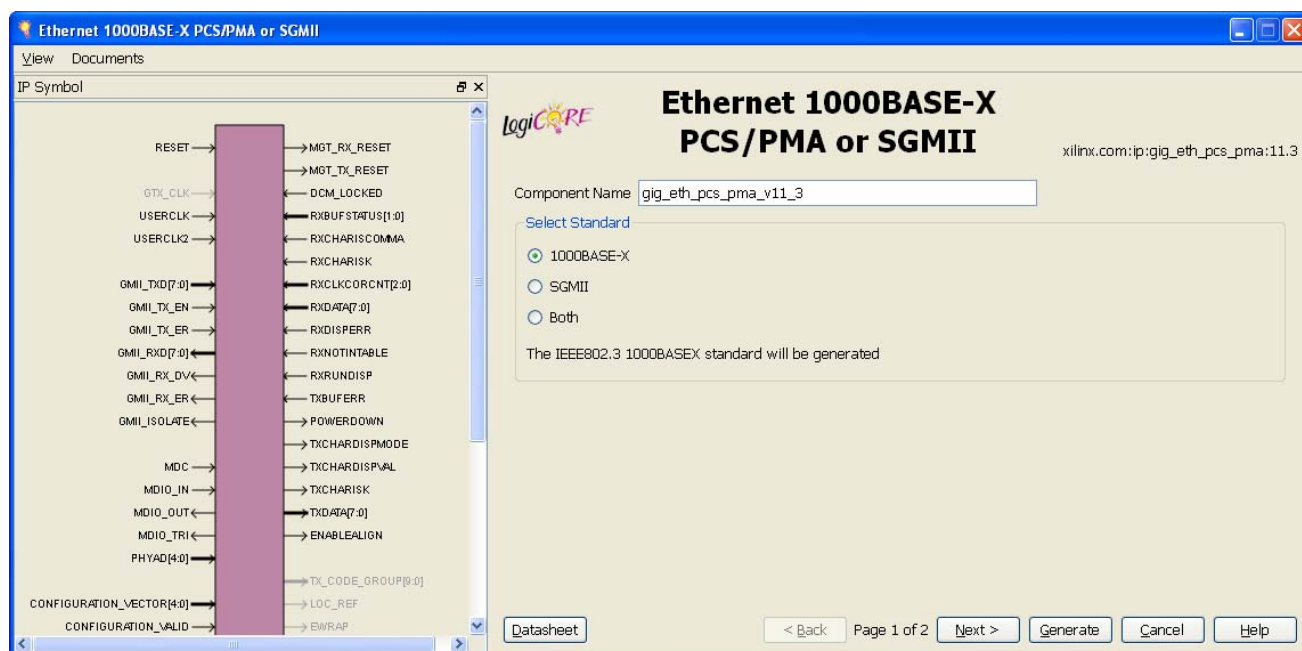 Ethernet 1000BASE-X PCS/PMA or SGMII
View Documents
IP Symbol
RESET
GTX_CLK
USERCLK
USERCLK2
GMII_TXD[7:0]
GMII_TX_EN
GMII_TX_ER
GMII_RXD[7:0]
GMII_RX_DV
GMII_RX_ER
GMII_ISOLATE
MDC
MDIO_IN
MDIO_OUT
MDIO_TRI
PHYAD[4:0]
CONFIGURATION_VECTOR[4:0]
CONFIGURATION_VALID
MGT_RX_RESET
MGT_TX_RESET
DCM_LOCKED
RXBUFSTATUS[1:0]
RXCHARISCOMMA
RXCHARISK
RXCLKCORCNT[2:0]
RXDATA[7:0]
RXDISPERR
RXNOTINTABLE
RXRUNDISP
TXBUFERR
POWERDOWN
TXCHARDISPMODE
TXCHARDISPVAL
TXCHARISK
TXDATA[7:0]
ENABLEALIGN
TX_CODE_GROUP[9:0]
LOC_REF
EWRAP
LogiCORE
Ethernet 1000BASE-X
PCS/PMA or SGMII
xilinx.com:ip:gig_eth_pcs_pma:11.3
Component Name gig_eth_pcs_pma_v11_3
Select Standard
1000BASE-X
SGMII
Both
The IEEE802.3 1000BASEX standard will be generated
Datasheet < Back Page 1 of 2 Next > Generate Cancel Help